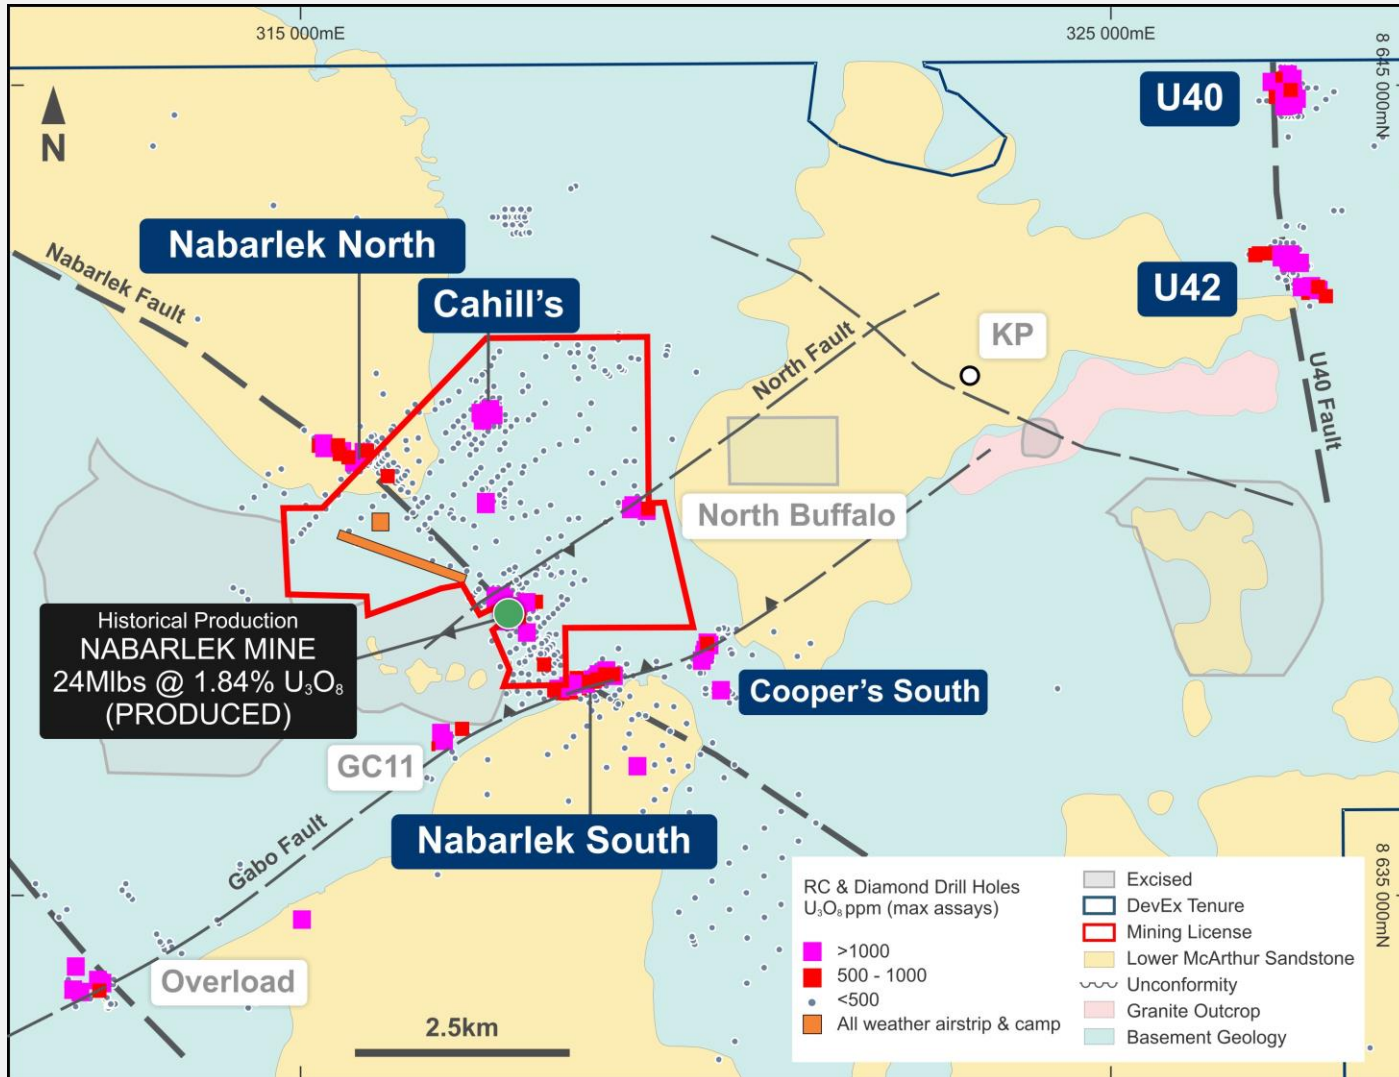 315 000mE
325 000mE
8 645 000mN
N
U40
Nabarlek North
Nabarlek Fault
Cahill's
U42
KP
North Fault
U40 Fault
North Buffalo
Historical Production
NABARLEK MINE
24Mlbs @ 1.84% U₃O₈
(PRODUCED)
Cooper's South
GC11
Nabarlek South
Gabo Fault
Overload
2.5km
8 635 000mN
RC & Diamond Drill Holes
U₃O₈ ppm (max assays)
>1000
500 - 1000
<500
All weather airstrip & camp
Excised
DevEx Tenure
Mining License
Lower McArthur Sandstone
Unconformity
Granite Outcrop
Basement Geology